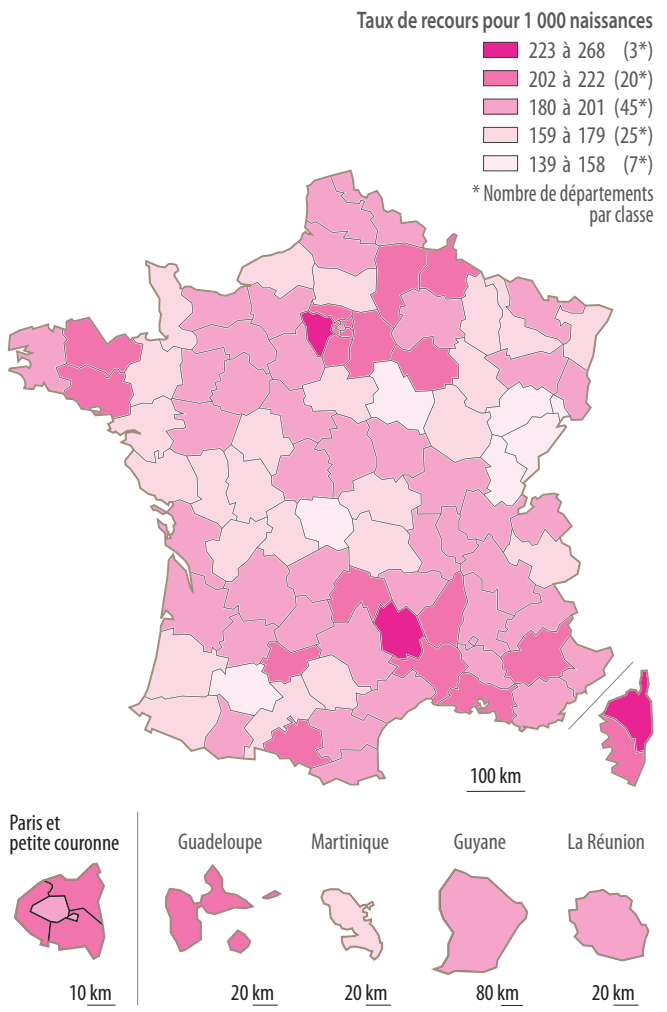 Taux de recours pour 1 000 naissances
223 à 268 (3*)
202 à 222 (20*)
180 à 201 (45*)
159 à 179 (25*)
139 à 158 (7*)
* Nombre de départements
par classe
100 km
Paris et
petite couronne
Guadeloupe
Martinique
Guyane
La Réunion
10 km
20 km
20 km
80 km
20 km